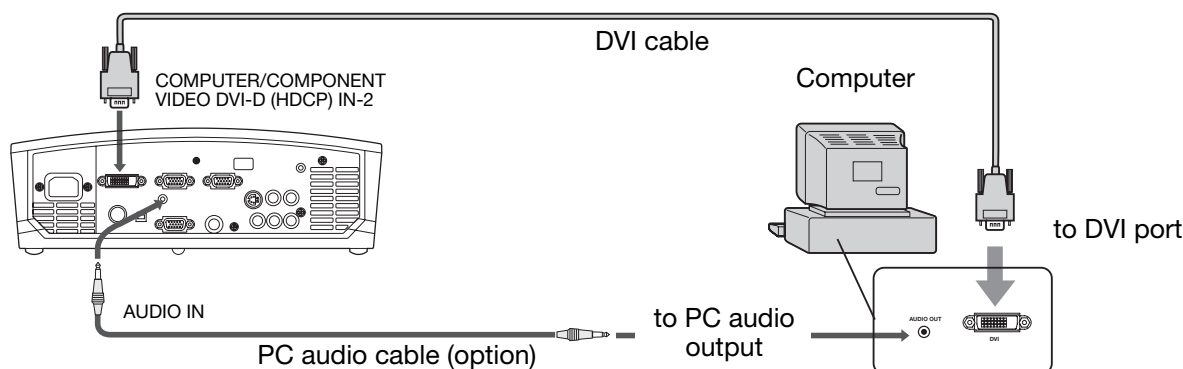 DVI cable
COMPUTER/COMPONENT
VIDEO DVI-D (HDCP) IN-2
Computer
to DVI port
AUDIO IN
to PC audio
output
AUDIO OUT
DVI
PC audio cable (option)